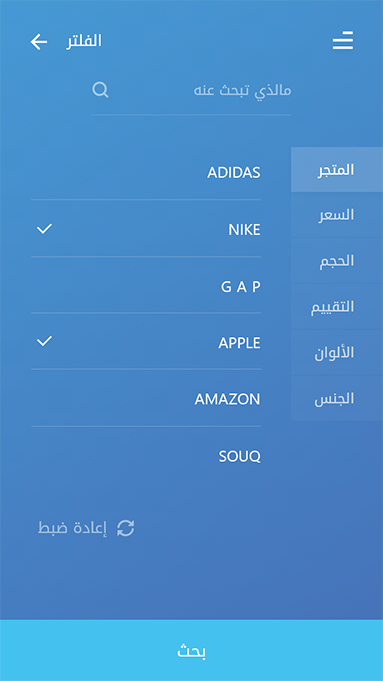 الفلتر
مالذي تبحث عنه
المتجر
السعر
الحجم
التقييم
الألوان
الجنس
ADIDAS
NIKE
G A P
APPLE
AMAZON
SOUQ
إعادة ضبط
بحث